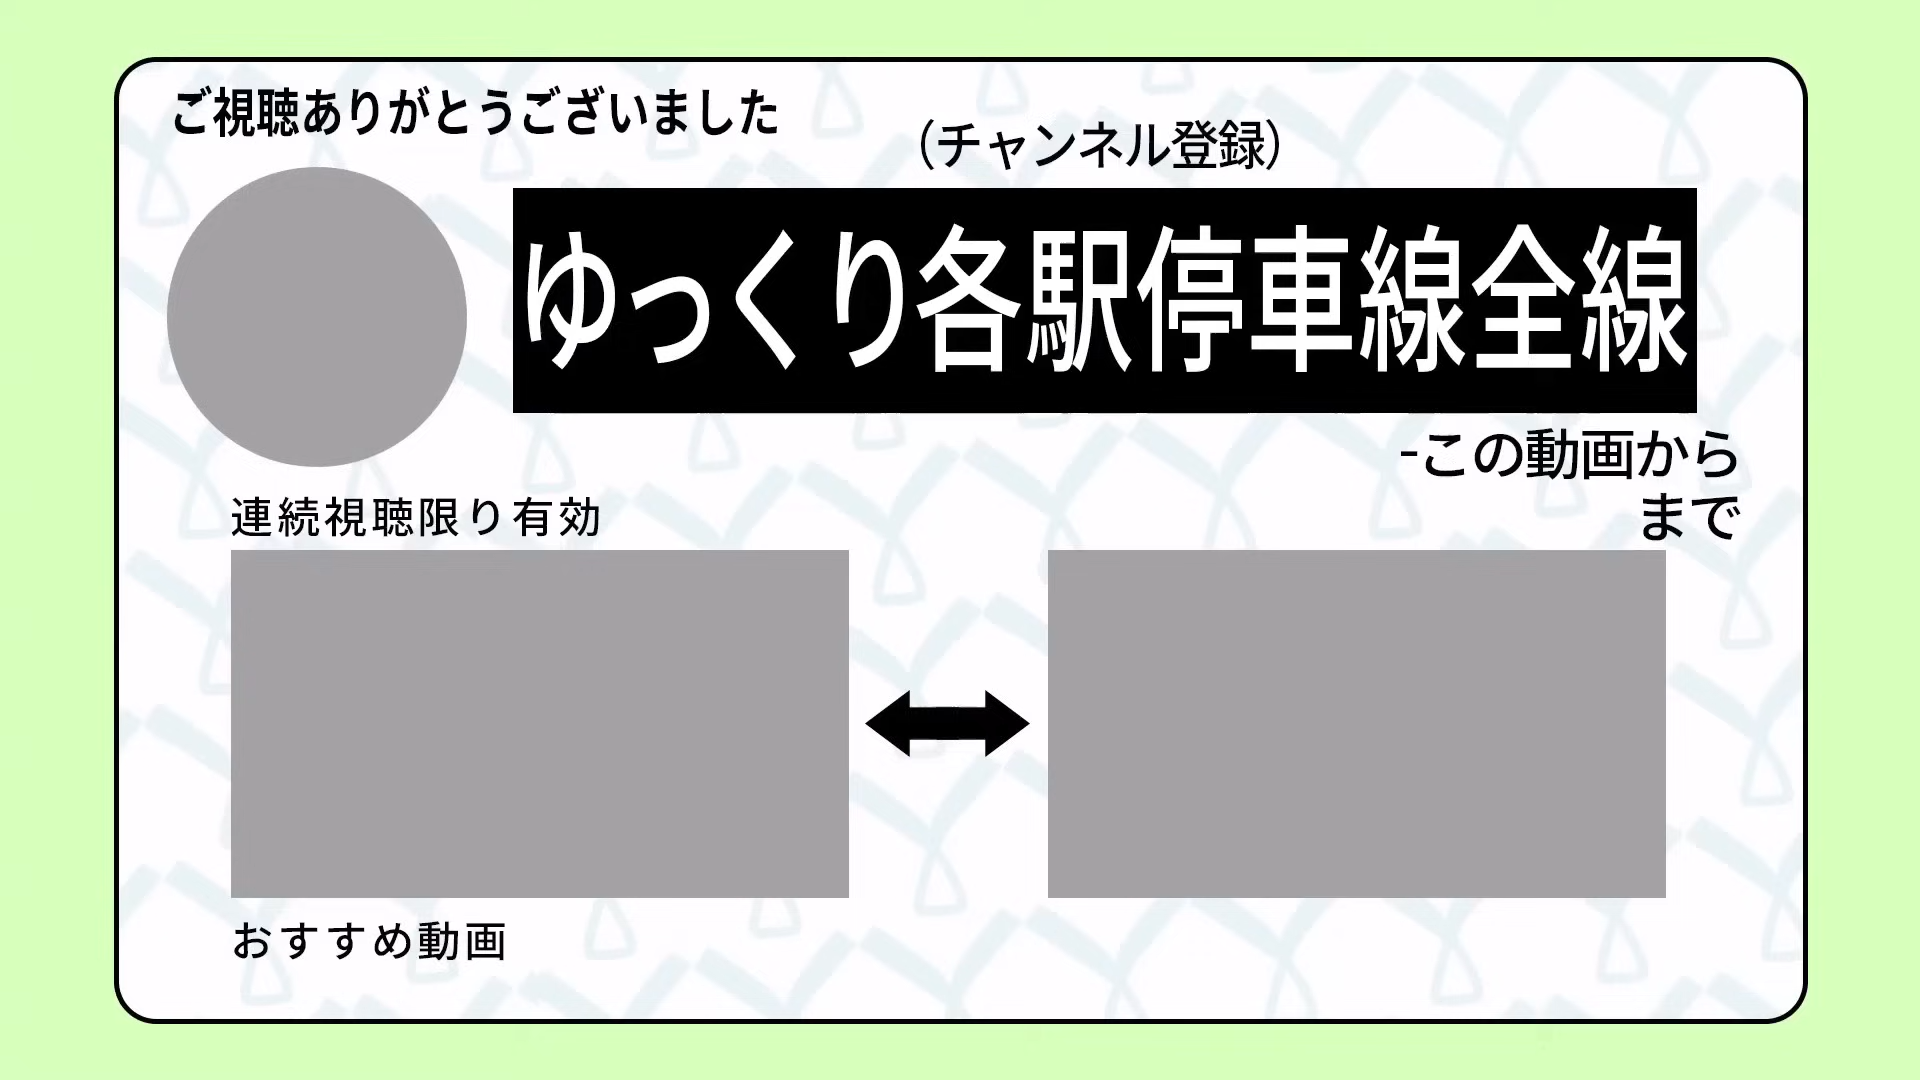 ご視聴ありがとうございました
（チャンネル登録）
ゆっくり各駅停車線全線
-この動画から
まで
連続視聴限り有効
おすすめ動画